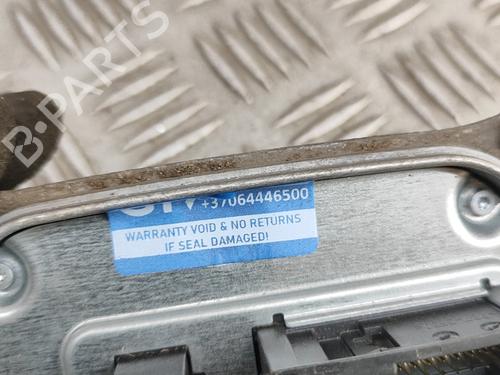 B-PARTS
+37064446500
WARRANTY VOID & NO RETURNS
IF SEAL DAMAGED!